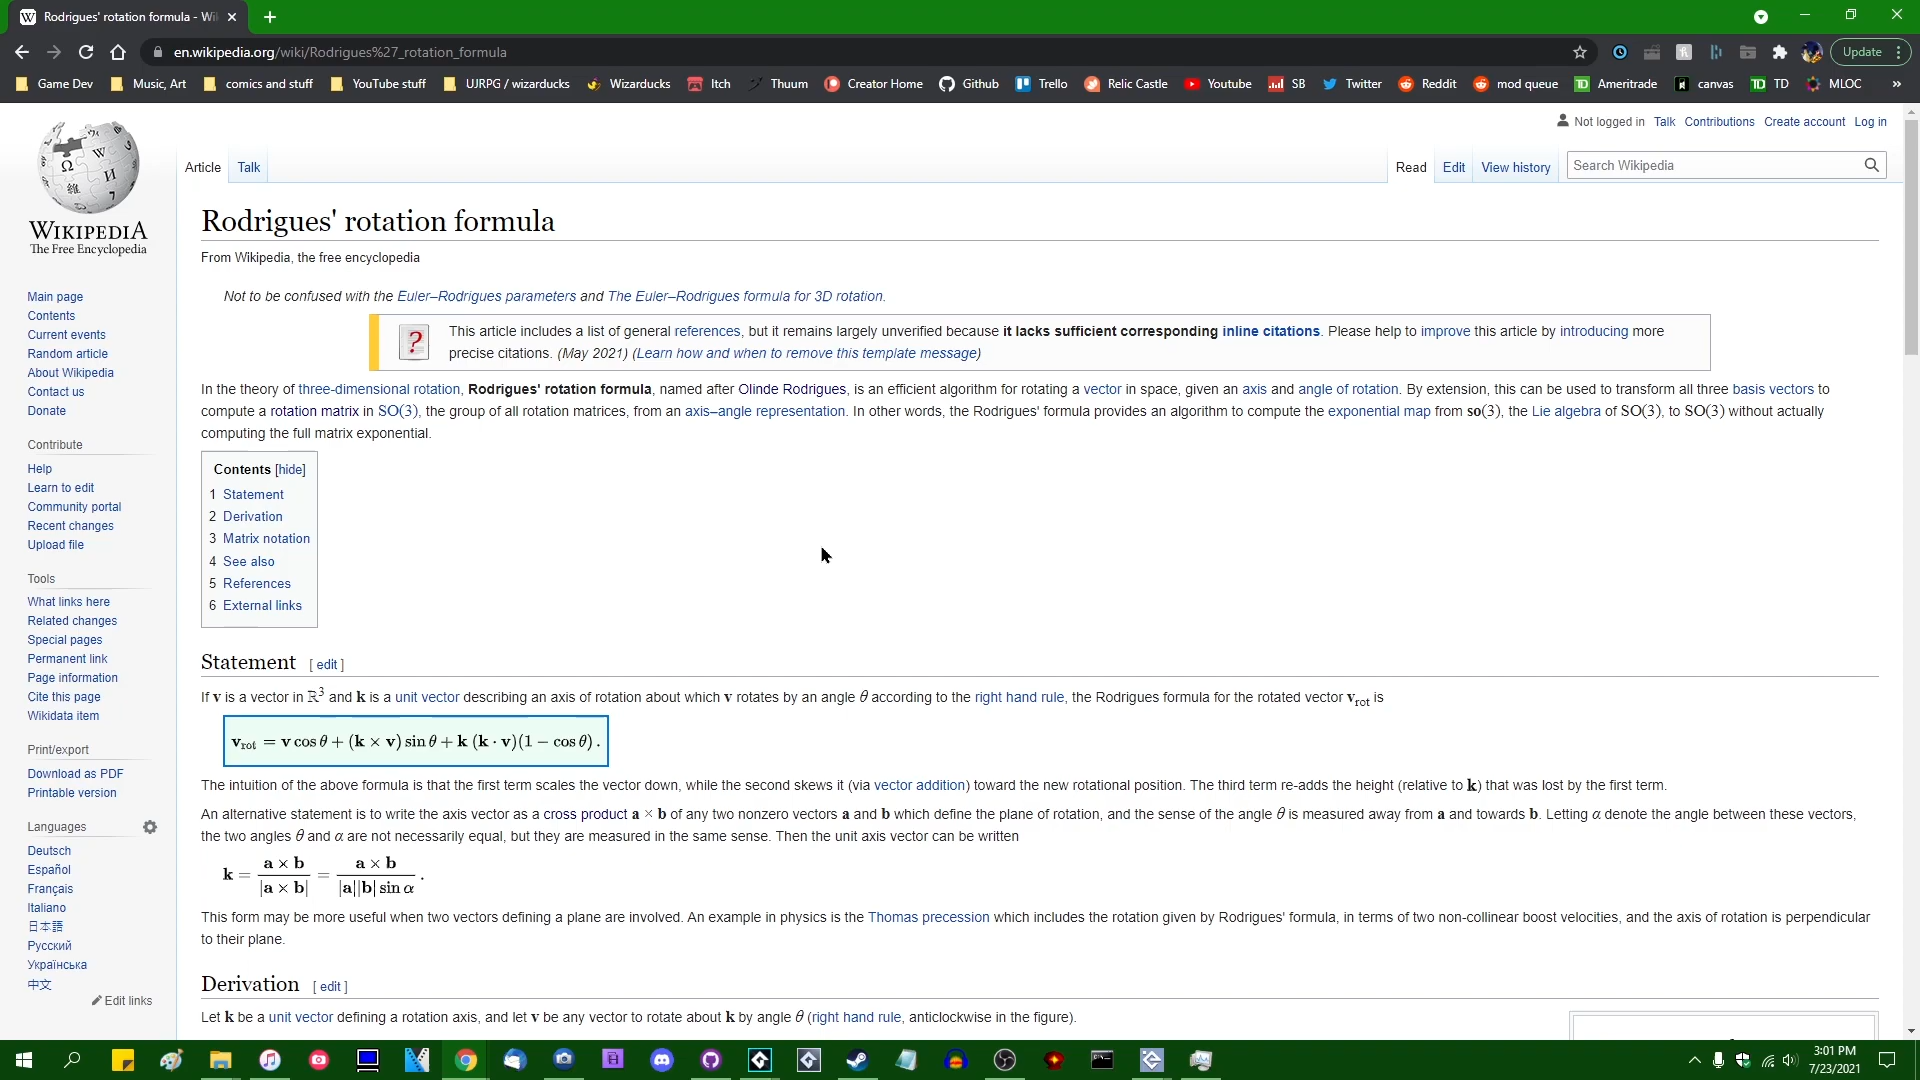 Rodrigues' rotation formula - Wi
en.wikipedia.org/wiki/Rodrigues%27_rotation_formula
Update
Game Dev Music, Art comics and stuff YouTube stuff UJRPG / wizarducks Wizarducks Itch Thuum Creator Home Github Trello Relic Castle Youtube SB Twitter Reddit mod queue Ameritrade canvas TD MLOC »
Not logged in Talk Contributions Create account Log in
Article Talk Read Edit View history Search Wikipedia
WIKIPEDIA
The Free Encyclopedia
Main page
Contents
Current events
Random article
About Wikipedia
Contact us
Donate
Contribute
Help
Learn to edit
Community portal
Recent changes
Upload file
Tools
What links here
Related changes
Special pages
Permanent link
Page information
Cite this page
Wikidata item
Print/export
Download as PDF
Printable version
Languages
Deutsch
Español
Français
Italiano
日本語
Русский
Українська
中文
Edit links
Rodrigues' rotation formula
From Wikipedia, the free encyclopedia
Not to be confused with the Euler–Rodrigues parameters and The Euler–Rodrigues formula for 3D rotation.
This article includes a list of general references, but it remains largely unverified because it lacks sufficient corresponding inline citations. Please help to improve this article by introducing more
precise citations. (May 2021) (Learn how and when to remove this template message)
In the theory of three-dimensional rotation, Rodrigues' rotation formula, named after Olinde Rodrigues, is an efficient algorithm for rotating a vector in space, given an axis and angle of rotation. By extension, this can be used to transform all three basis vectors to
compute a rotation matrix in SO(3), the group of all rotation matrices, from an axis–angle representation. In other words, the Rodrigues' formula provides an algorithm to compute the exponential map from so(3), the Lie algebra of SO(3), to SO(3) without actually
computing the full matrix exponential.
Contents [hide]
1 Statement
2 Derivation
3 Matrix notation
4 See also
5 References
6 External links
Statement [ edit ]
If v is a vector in ℝ³ and k is a unit vector describing an axis of rotation about which v rotates by an angle θ according to the right hand rule, the Rodrigues formula for the rotated vector v_rot is
v_rot = v cos θ + (k × v) sin θ + k (k · v)(1 − cos θ).
The intuition of the above formula is that the first term scales the vector down, while the second skews it (via vector addition) toward the new rotational position. The third term re-adds the height (relative to k) that was lost by the first term.
An alternative statement is to write the axis vector as a cross product a × b of any two nonzero vectors a and b which define the plane of rotation, and the sense of the angle θ is measured away from a and towards b. Letting α denote the angle between these vectors,
the two angles θ and α are not necessarily equal, but they are measured in the same sense. Then the unit axis vector can be written
k = a × b / |a × b| = a × b / |a||b| sin α .
This form may be more useful when two vectors defining a plane are involved. An example in physics is the Thomas precession which includes the rotation given by Rodrigues' formula, in terms of two non-collinear boost velocities, and the axis of rotation is perpendicular
to their plane.
Derivation [ edit ]
Let k be a unit vector defining a rotation axis, and let v be any vector to rotate about k by angle θ (right hand rule, anticlockwise in the figure).
3:01 PM
7/23/2021